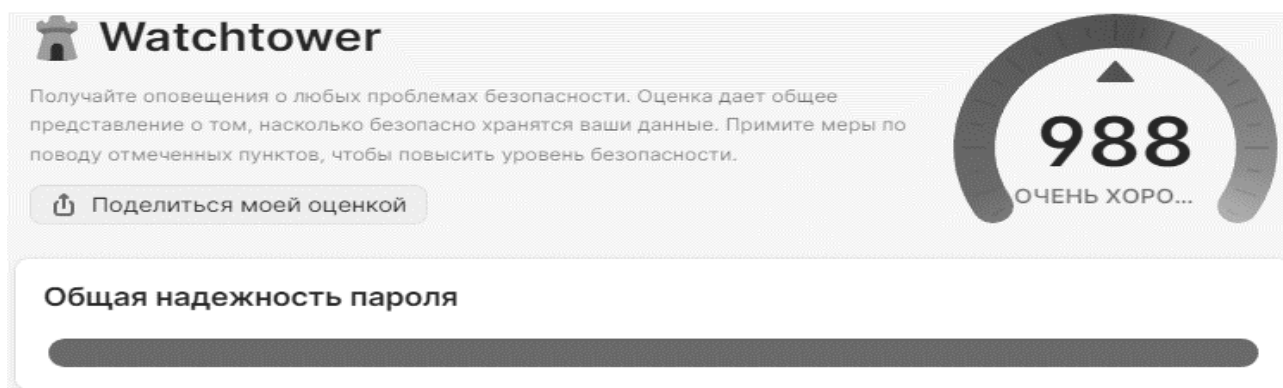 Watchtower
Получайте оповещения о любых проблемах безопасности. Оценка дает общее
представление о том, насколько безопасно хранятся ваши данные. Примите меры по
поводу отмеченных пунктов, чтобы повысить уровень безопасности.
Поделиться моей оценкой
988
ОЧЕНЬ ХОРО...
Общая надежность пароля